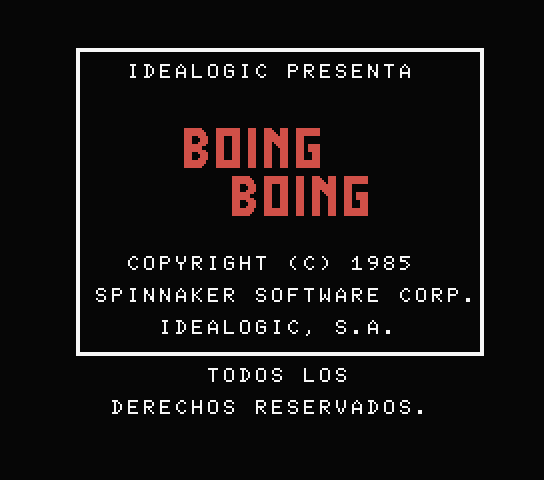 IDEALOGIC PRESENTA
BOING
BOING
COPYRIGHT (C) 1985
SPINNAKER SOFTWARE CORP.
IDEALOGIC, S.A.
TODOS LOS
DERECHOS RESERVADOS.